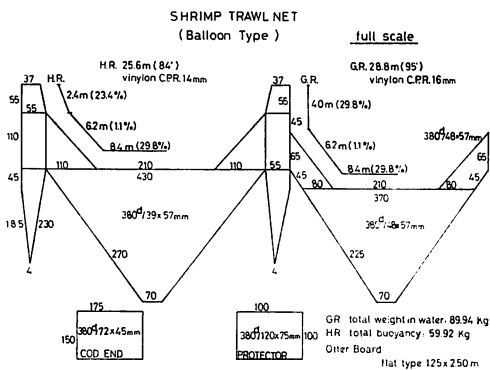 SHRIMP TRAWL NET
(Balloon Type)
full scale
H.R. 25.6m (84')
vinylon C.P.R. 14mm
G.R. 28.8m (95')
vinylon C.P.R. 16mm
37
H.R.
37
G.R.
2.4m (23.4%)
55
55
55
40m (29.8%)
45
6.2m (1.1%)
6.2m (1.1%)
380d/48×57mm
110
8.4m (29.8%)
8.4m (29.8%)
65
65
110
210
110
55
45
430
45
80
210
80
45
370
380d/39×57mm
/48×57mm
185
230
270
225
4
4
70
70
175
100
150
380d/72×45mm
COD END
380d/120×75mm
100
PROTECTOR
GR total weight in water: 89.94 Kg
HR total buoyancy: 59.92 Kg
Otter Board
flat type 125×250m